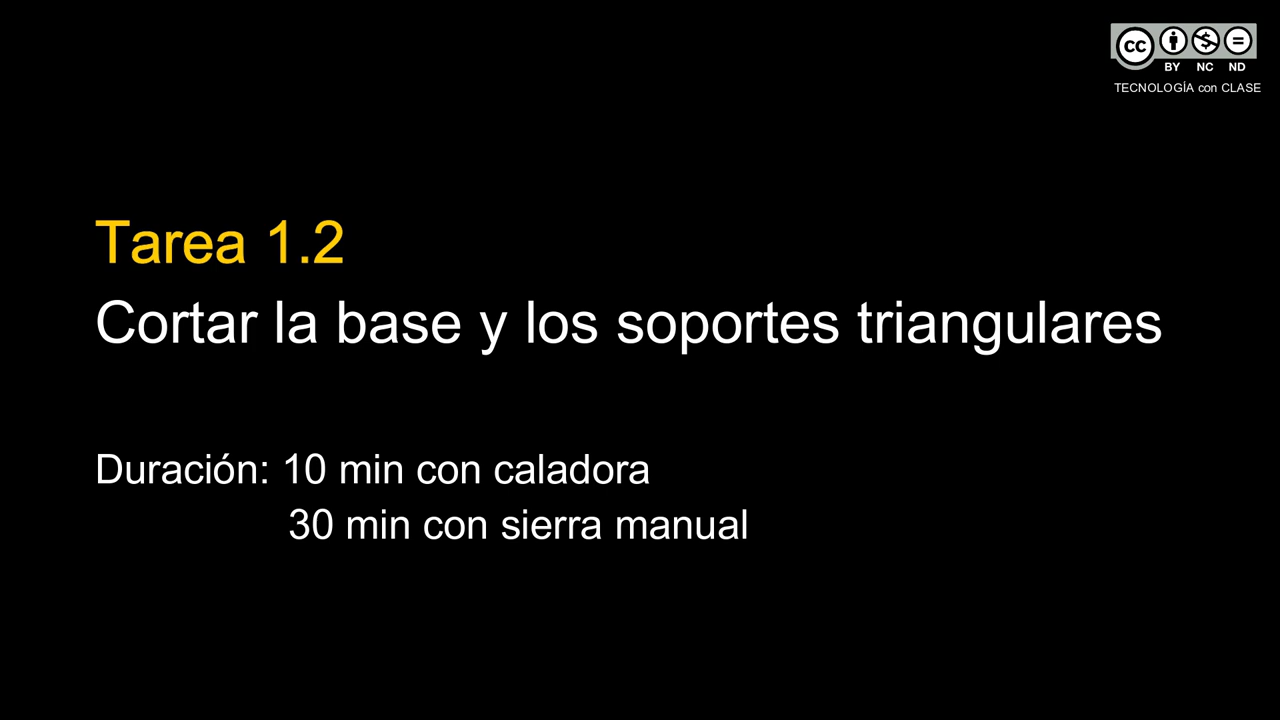 cc BY NC ND
TECNOLOGÍA con CLASE
Tarea 1.2
Cortar la base y los soportes triangulares
Duración: 10 min con caladora
30 min con sierra manual